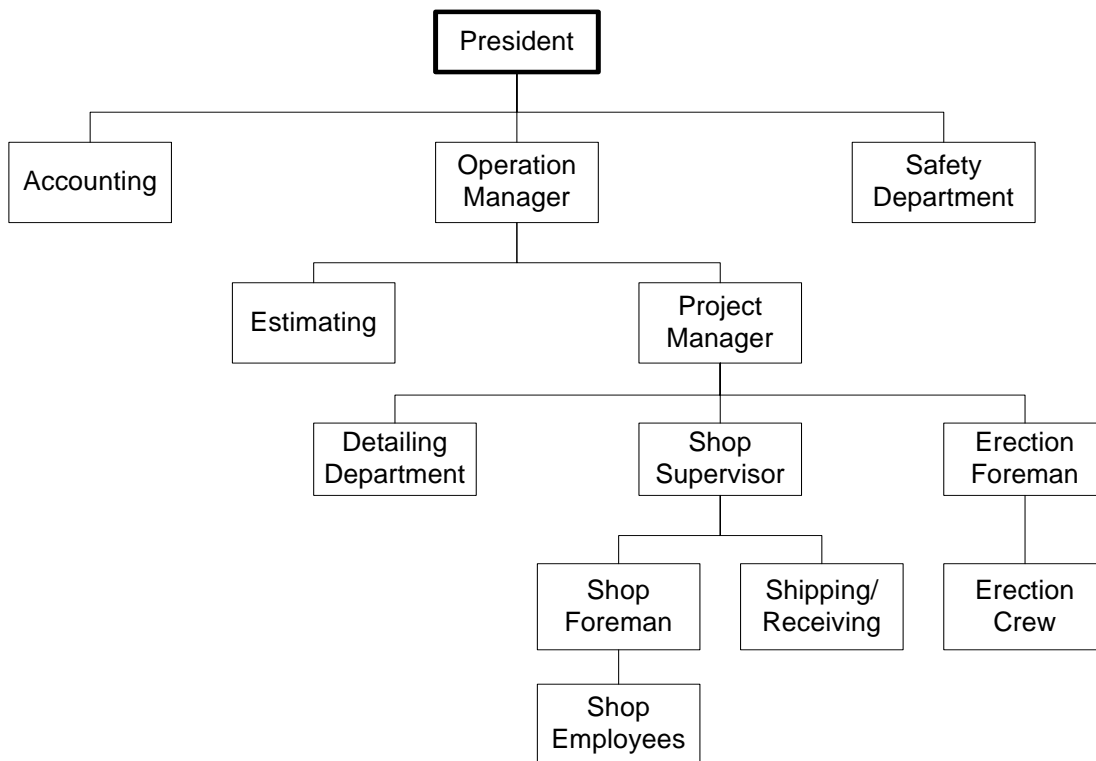 President
Accounting
Operation
Manager
Safety
Department
Estimating
Project
Manager
Detailing
Department
Shop
Supervisor
Erection
Foreman
Shop
Foreman
Shipping/
Receiving
Erection
Crew
Shop
Employees